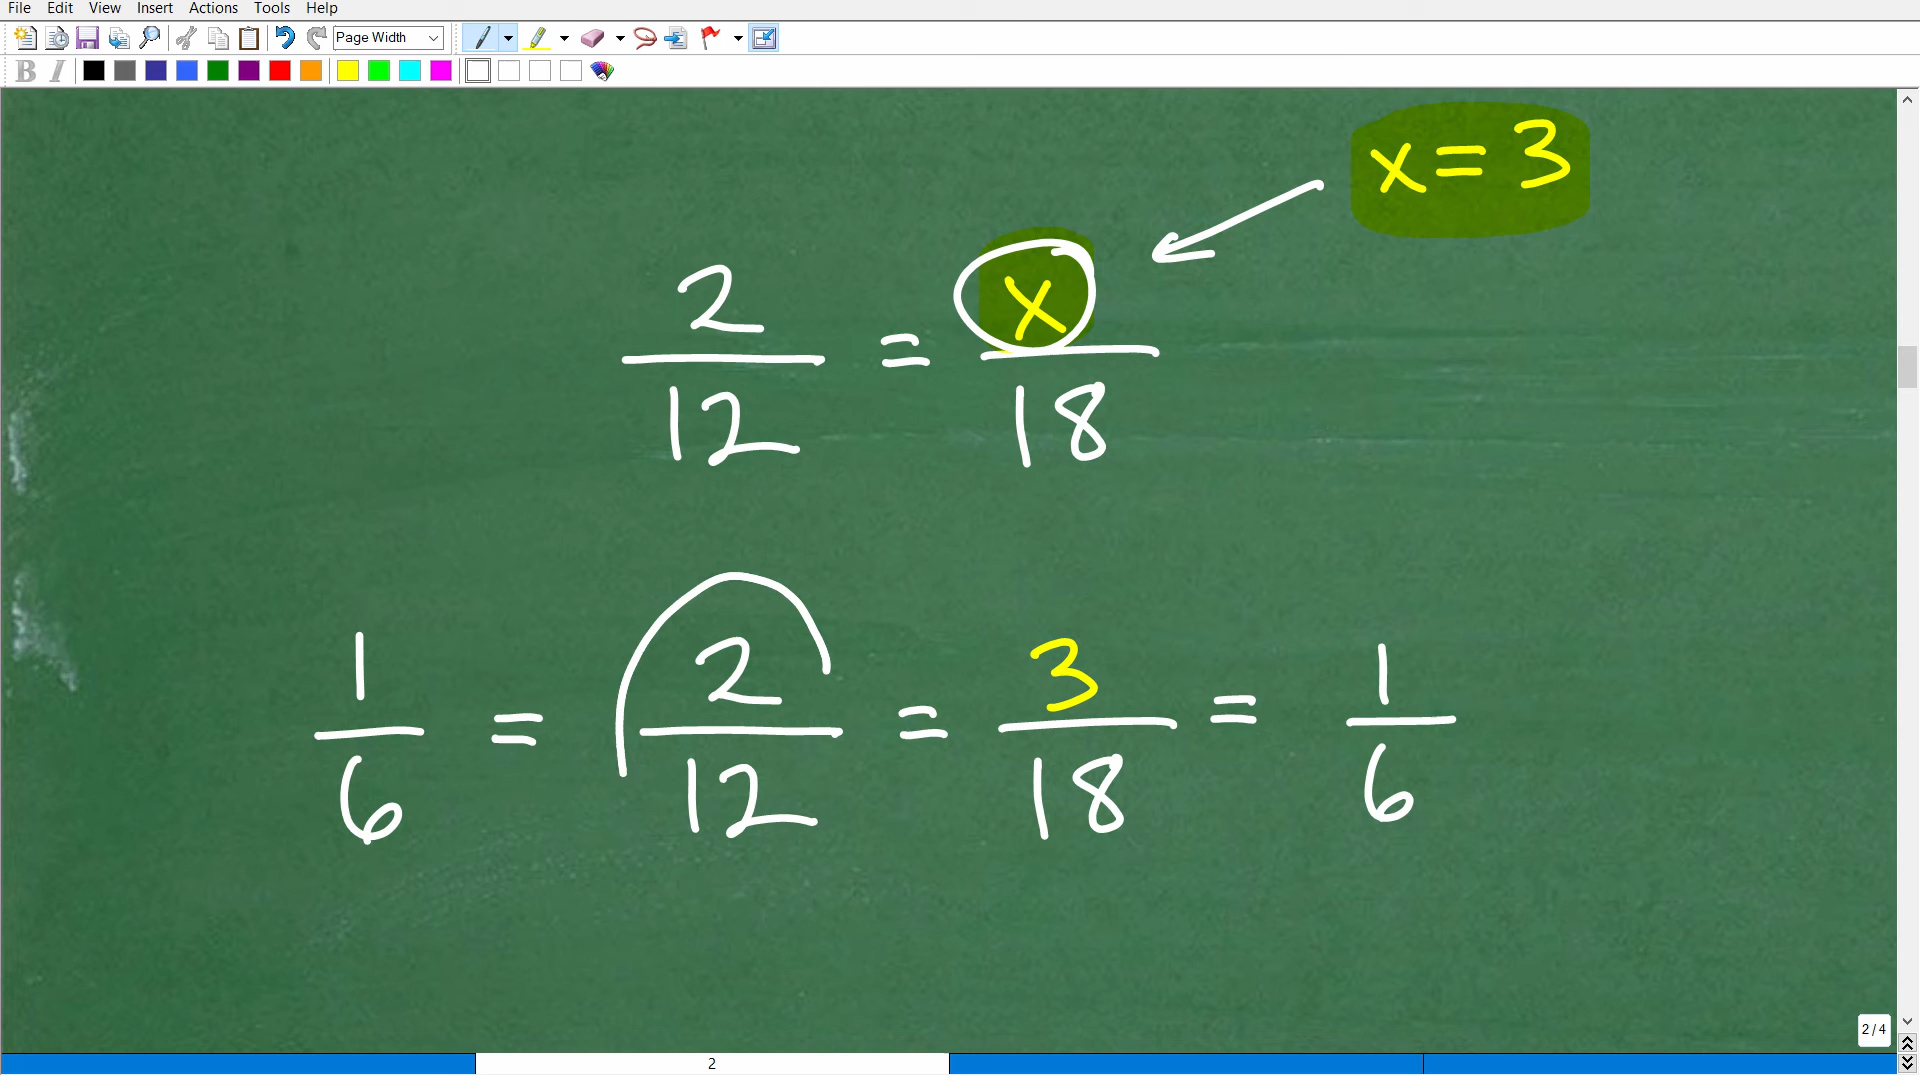 File Edit View Insert Actions Tools Help
Page Width
B I
x = 3
2/12 = x/18
1/6 = 2/12 = 3/18 = 1/6
2 / 4
2